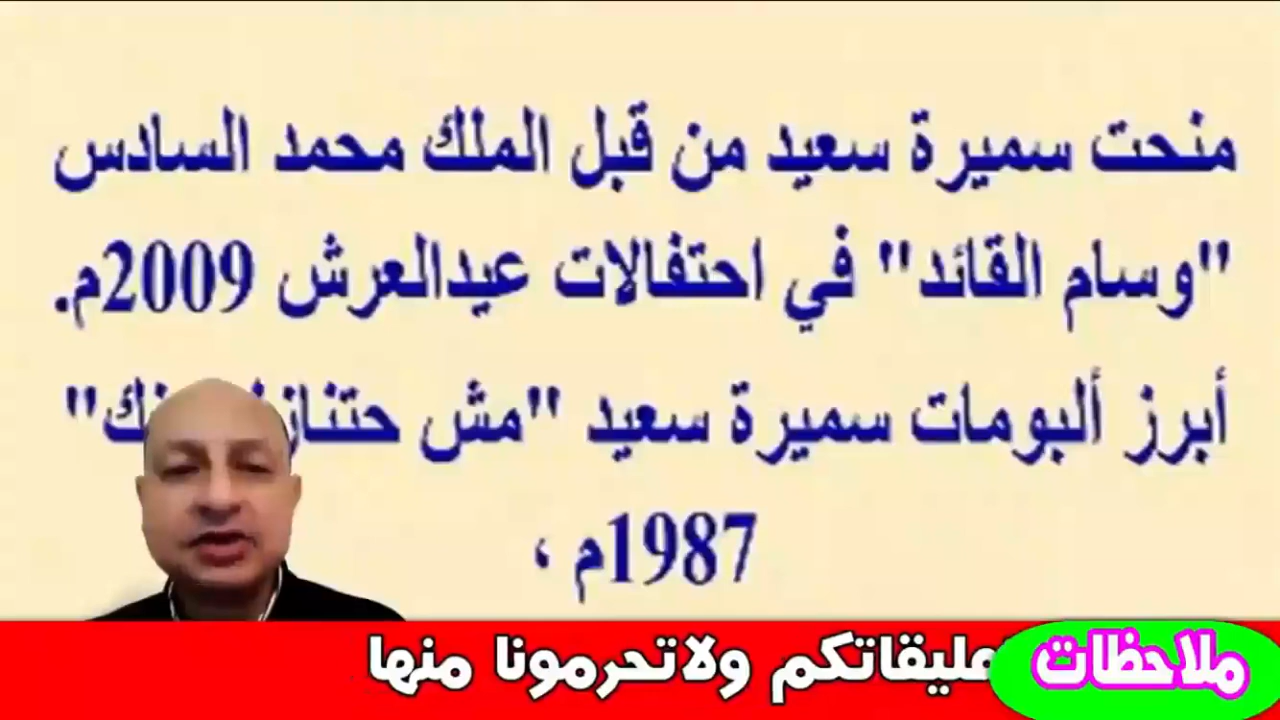 منحت سميرة سعيد من قبل الملك محمد السادس
"وسام القائد" في احتفالات عيدالعرش 2009م.
أبرز ألبومات سميرة سعيد "مش حتنازل عنك"
1987م ،
ملاحظات
ولاتحرمونا منها